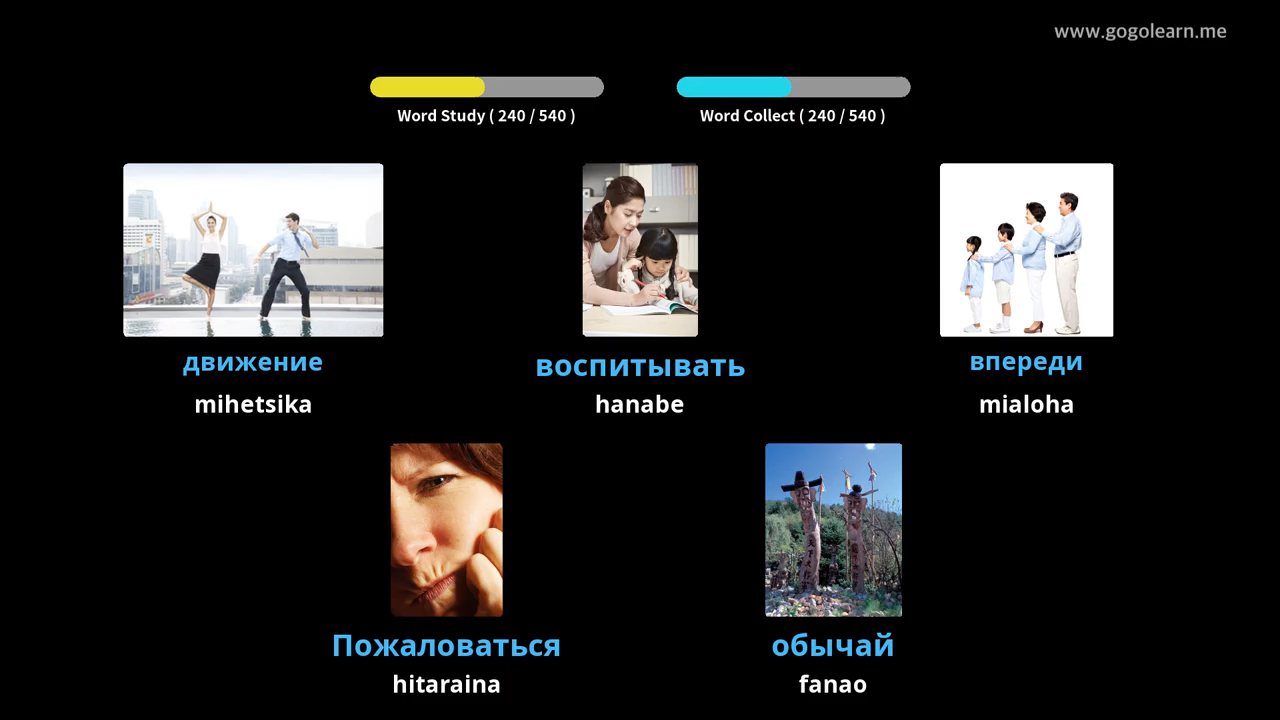 www.gogolearn.me
Word Study ( 240 / 540 )
Word Collect ( 240 / 540 )
движение
воспитывать
впереди
mihetsika
hanabe
mialoha
Пожаловаться
обычай
hitaraina
fanao